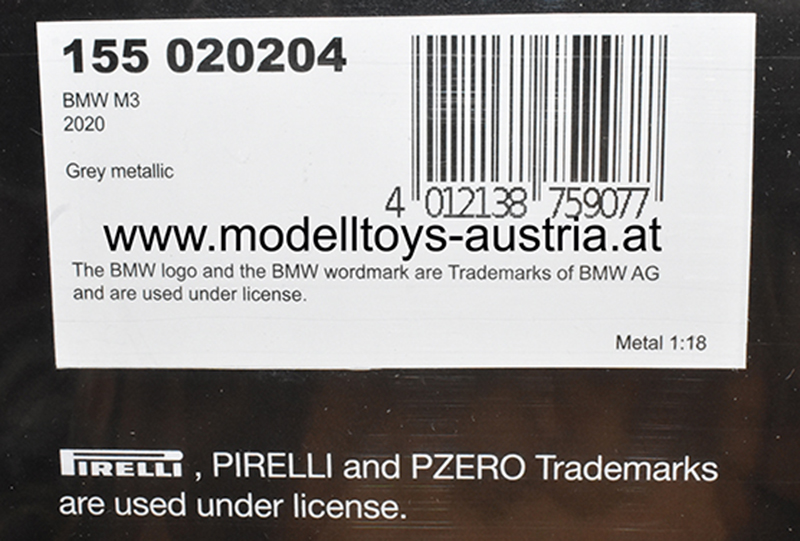 155 020204
BMW M3
2020
Grey metallic
4 012138 759077
www.modelltoys-austria.at
The BMW logo and the BMW wordmark are Trademarks of BMW AG
and are used under license.
Metal 1:18
PIRELLI , PIRELLI and PZERO Trademarks
are used under license.